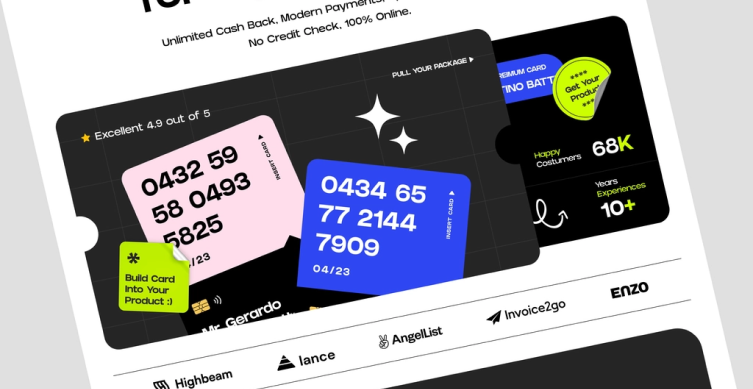 Unlimited Cash Back. Modern Payments.
No Credit Check. 100% Online.
PULL YOUR PACKAGE
Excellent 4.9 out of 5
0432 59
58 0493
5825
/23
INSERT CARD
0434 65
77 2144
7909
04/23
INSERT CARD
*
Build Card
Into Your
Product :)
Mr. Gerardo
EMIUM CARD
TINO BATT
****
Get Your
Product
***
Happy
Costumers
68K
Years
Experiences
10+
Highbeam
lance
AngelList
Invoice2go
ENZO